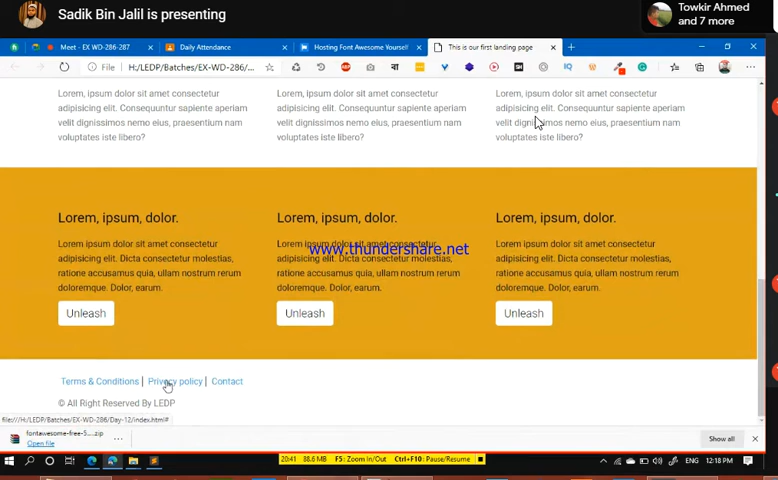 Sadik Bin Jalil is presenting
Towkir Ahmed
and 7 more
Meet - EX WD-286-287
Daily Attendance
Hosting Font Awesome Yourself
This is our first landing page
File | H:/LEDP/Batches/EX-WD-286/...
Lorem, ipsum dolor sit amet consectetur
adipisicing elit. Consequuntur sapiente aperiam
velit dignissimos nemo eius, praesentium nam
voluptates iste libero?
Lorem, ipsum dolor sit amet consectetur
adipisicing elit. Consequuntur sapiente aperiam
velit dignissimos nemo eius, praesentium nam
voluptates iste libero?
Lorem, ipsum dolor sit amet consectetur
adipisicing elit. Consequuntur sapiente aperiam
velit dignissimos nemo eius, praesentium nam
voluptates iste libero?
Lorem, ipsum, dolor.
Lorem ipsum dolor sit amet consectetur
adipisicing elit. Dicta consectetur molestias,
ratione accusamus quia, ullam nostrum rerum
doloremque. Dolor, earum.
Unleash
Lorem, ipsum, dolor.
Lorem ipsum dolor sit amet consectetur
www.thundershare.net
adipisicing elit. Dicta consectetur molestias,
ratione accusamus quia, ullam nostrum rerum
doloremque. Dolor, earum.
Unleash
Lorem, ipsum, dolor.
Lorem ipsum dolor sit amet consectetur
adipisicing elit. Dicta consectetur molestias,
ratione accusamus quia, ullam nostrum rerum
doloremque. Dolor, earum.
Unleash
Terms & Conditions | Privacy policy | Contact
© All Right Reserved By LEDP
file:///H:/LEDP/Batches/EX-WD-286/Day-12/index.html#
fontawesome-free-5....zip
Open file
Show all
20:41 88.6 MB F5: Zoom In/Out Ctrl+F10: Pause/Resume
ENG 12:18 PM